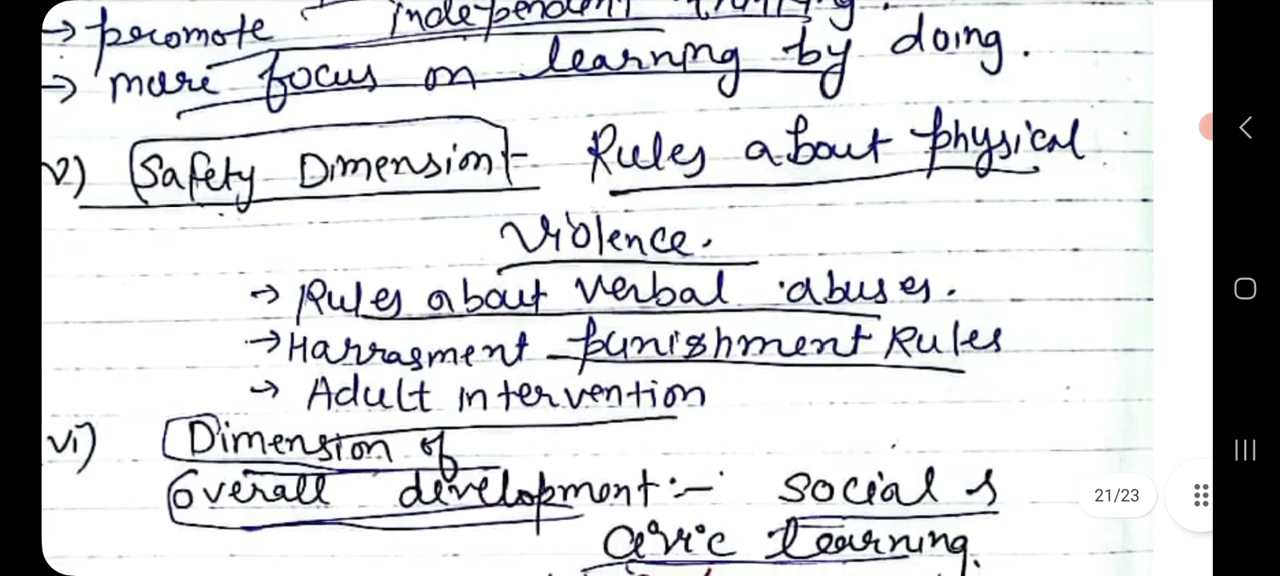 → promote independent
→ more focus on learning by doing.
v) Safety Dimension - Rules about physical
Violence.
→ Rules about verbal abuses.
→ Harrasment punishment Rules
→ Adult intervention
vi) Dimension of
Overall development :- social &
civic learning.
21/23